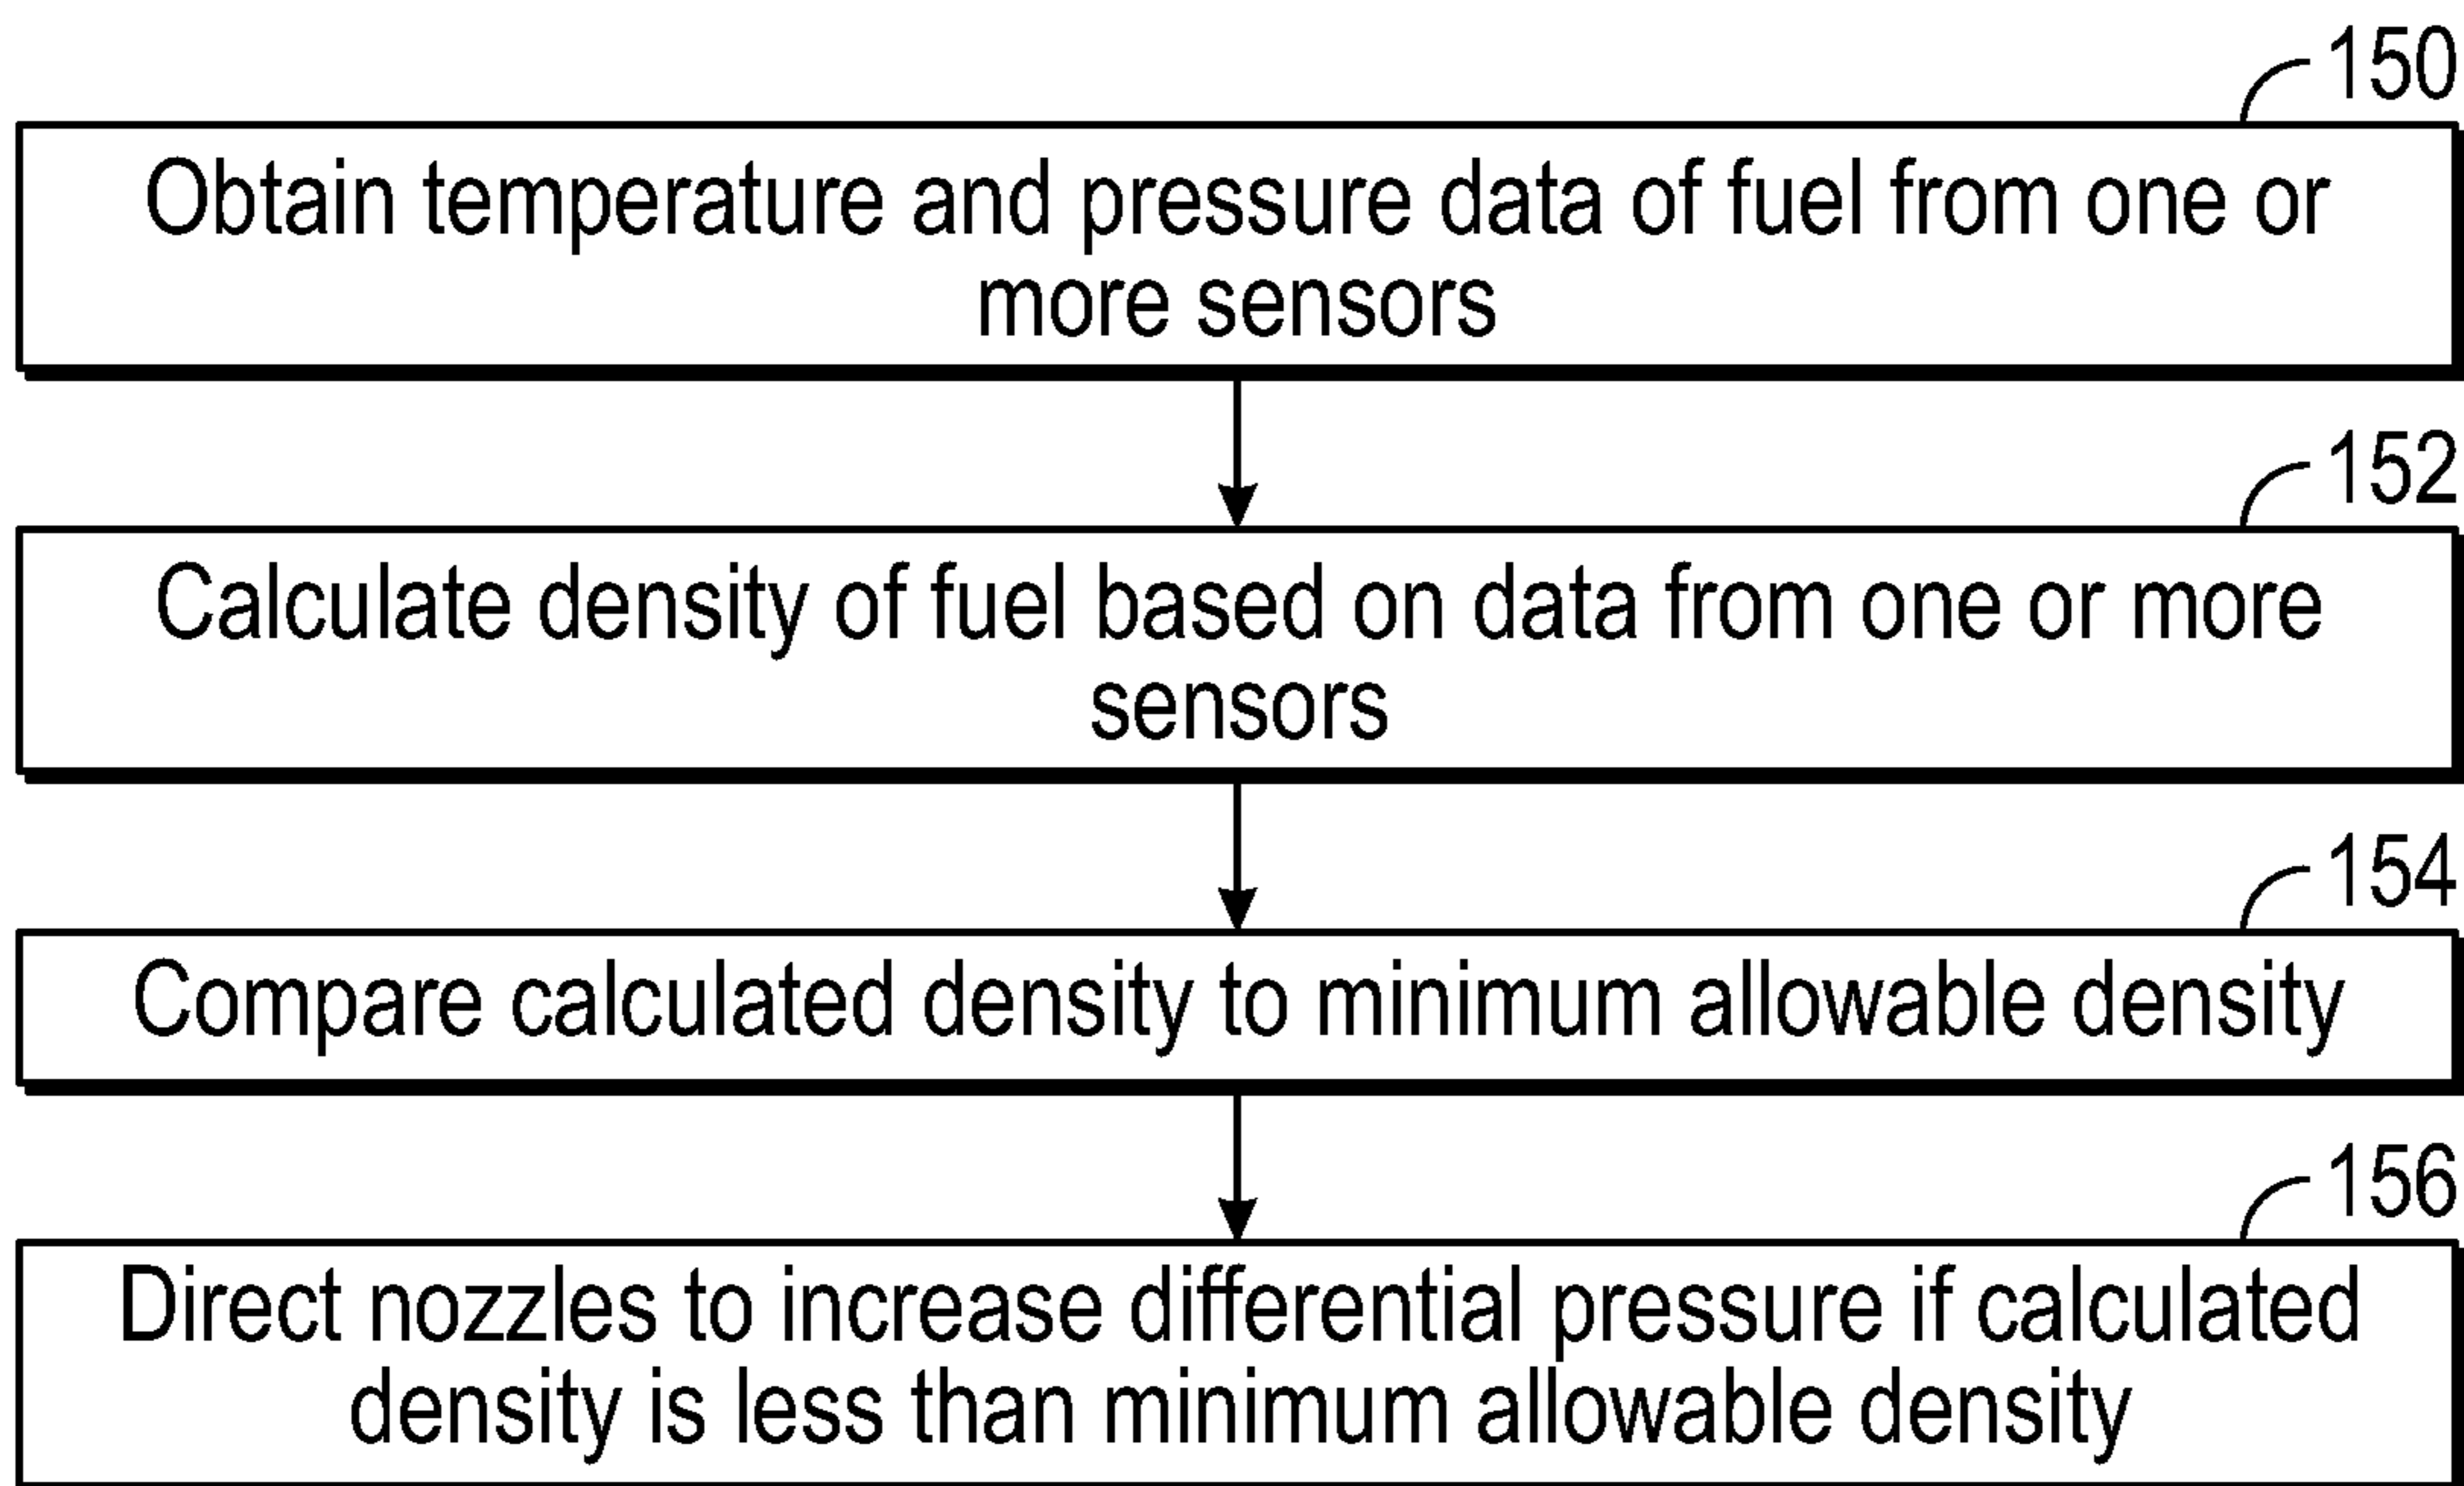 150
Obtain temperature and pressure data of fuel from one or
more sensors
152
Calculate density of fuel based on data from one or more
sensors
154
Compare calculated density to minimum allowable density
156
Direct nozzles to increase differential pressure if calculated
density is less than minimum allowable density